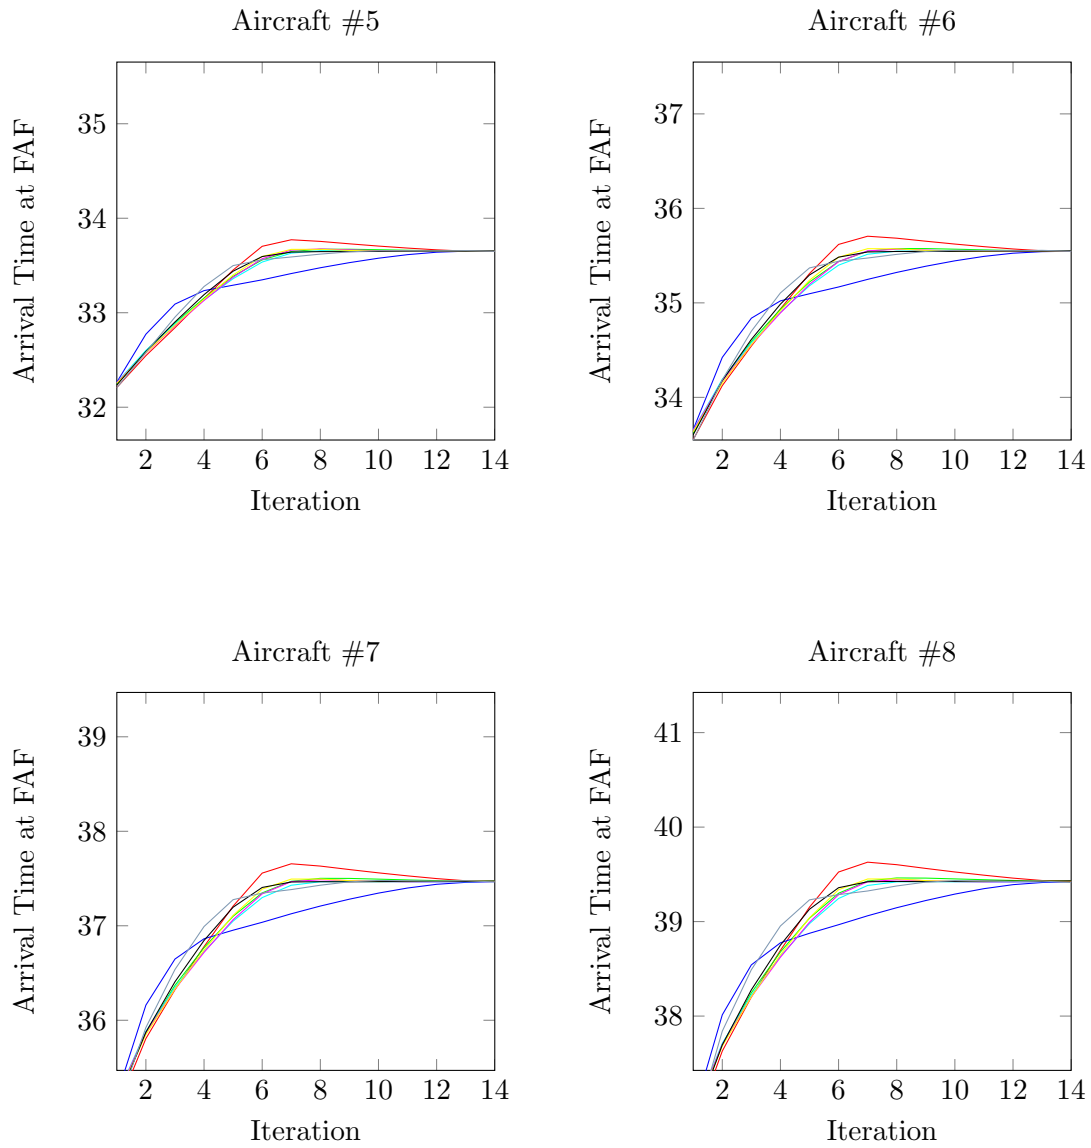 Aircraft #5
Arrival Time at FAF
35
34
33
32
2 4 6 8 10 12 14
Iteration
Aircraft #6
Arrival Time at FAF
37
36
35
34
2 4 6 8 10 12 14
Iteration
Aircraft #7
Arrival Time at FAF
39
38
37
36
2 4 6 8 10 12 14
Iteration
Aircraft #8
Arrival Time at FAF
41
40
39
38
2 4 6 8 10 12 14
Iteration